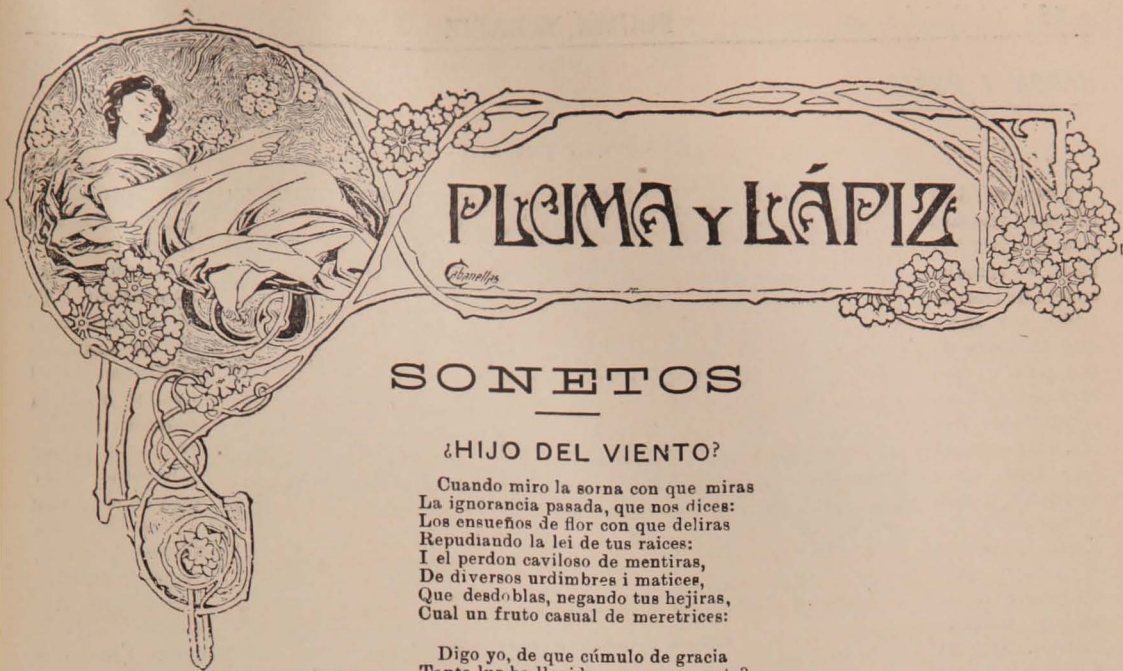 PLUMA Y LÁPIZ
Cabanellas
SONETOS
¿HIJO DEL VIENTO?
Cuando miro la sorna con que miras
La ignorancia pasada, que nos dices:
Los ensueños de flor con que deliras
Repudiando la lei de tus raices:
I el perdon caviloso de mentiras,
De diversos urdimbres i matices,
Que desdoblas, negando tus hejiras,
Cual un fruto casual de meretrices:
Digo yo, de que cúmulo de gracia